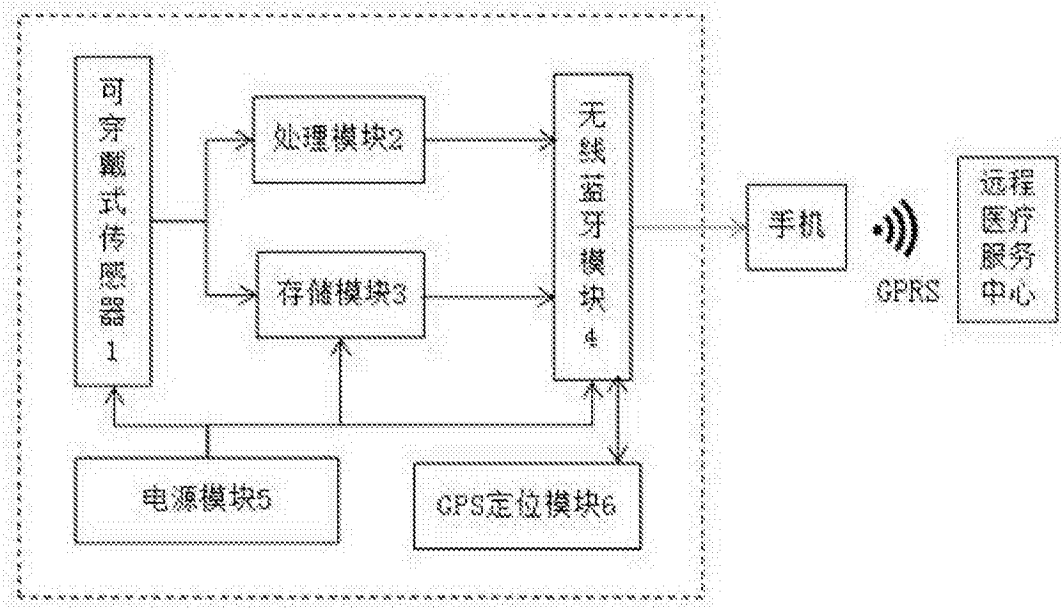 可穿戴式传感器1
处理模块2
存储模块3
无线蓝牙模块4
电源模块5
GPS定位模块6
手机
GPRS
远程
医疗
服务
中心